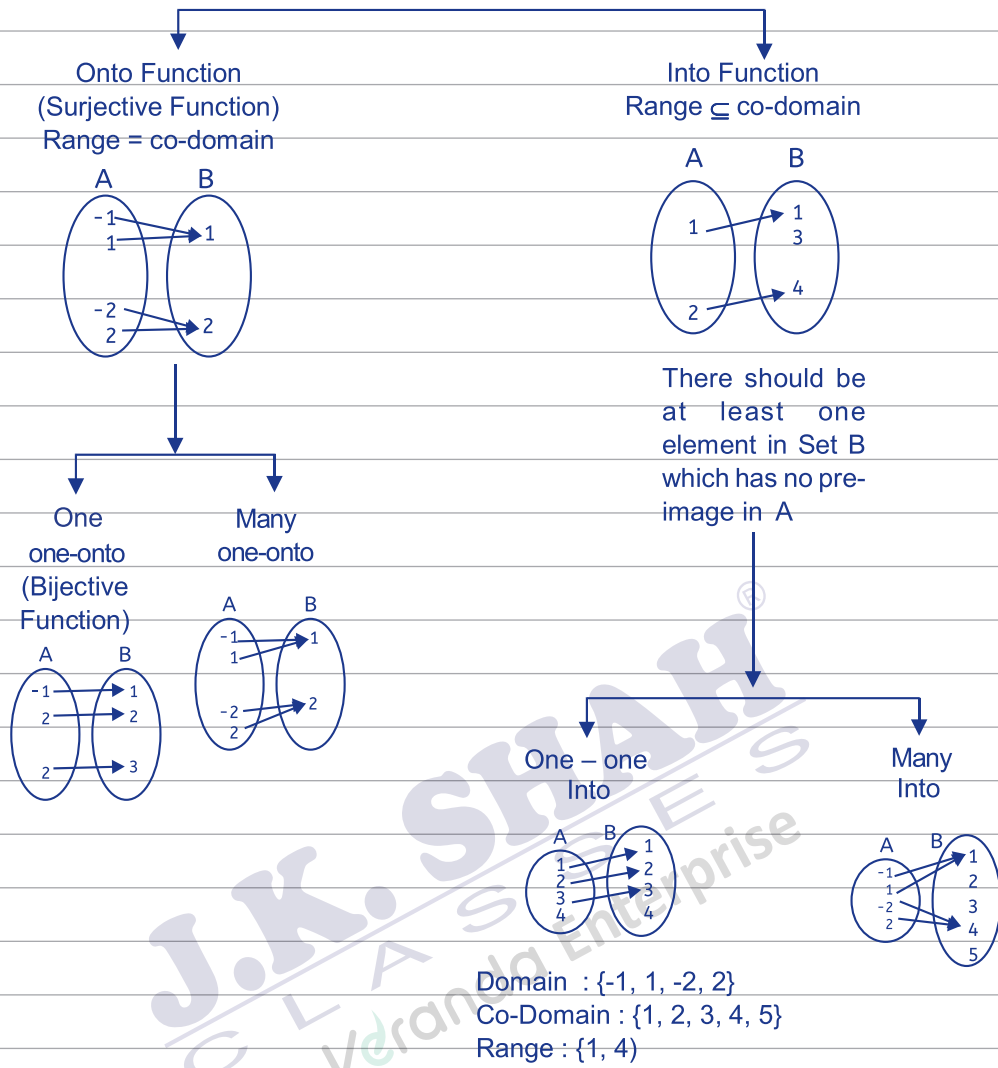 Onto Function
(Surjective Function)
Range = co-domain
A B
-1
1
-2
2
1
2
Into Function
Range ⊆ co-domain
A B
1
2
1
3
4
There should be
at least one
element in Set B
which has no pre-
image in A
One
one-onto
(Bijective
Function)
A B
-1
2
2
1
2
3
Many
one-onto
A B
-1
1
-2
2
1
2
One – one
Into
A B
1
2
3
4
1
2
3
4
Many
Into
A B
-1
1
-2
2
1
2
3
4
5
Domain : {-1, 1, -2, 2}
Co-Domain : {1, 2, 3, 4, 5}
Range : {1, 4)
J.K. SHAH®
CLASSES
Veranda Enterprise